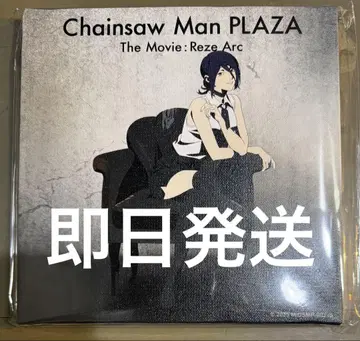 Chainsaw Man PLAZA
The Movie : Reze Arc
即日発送